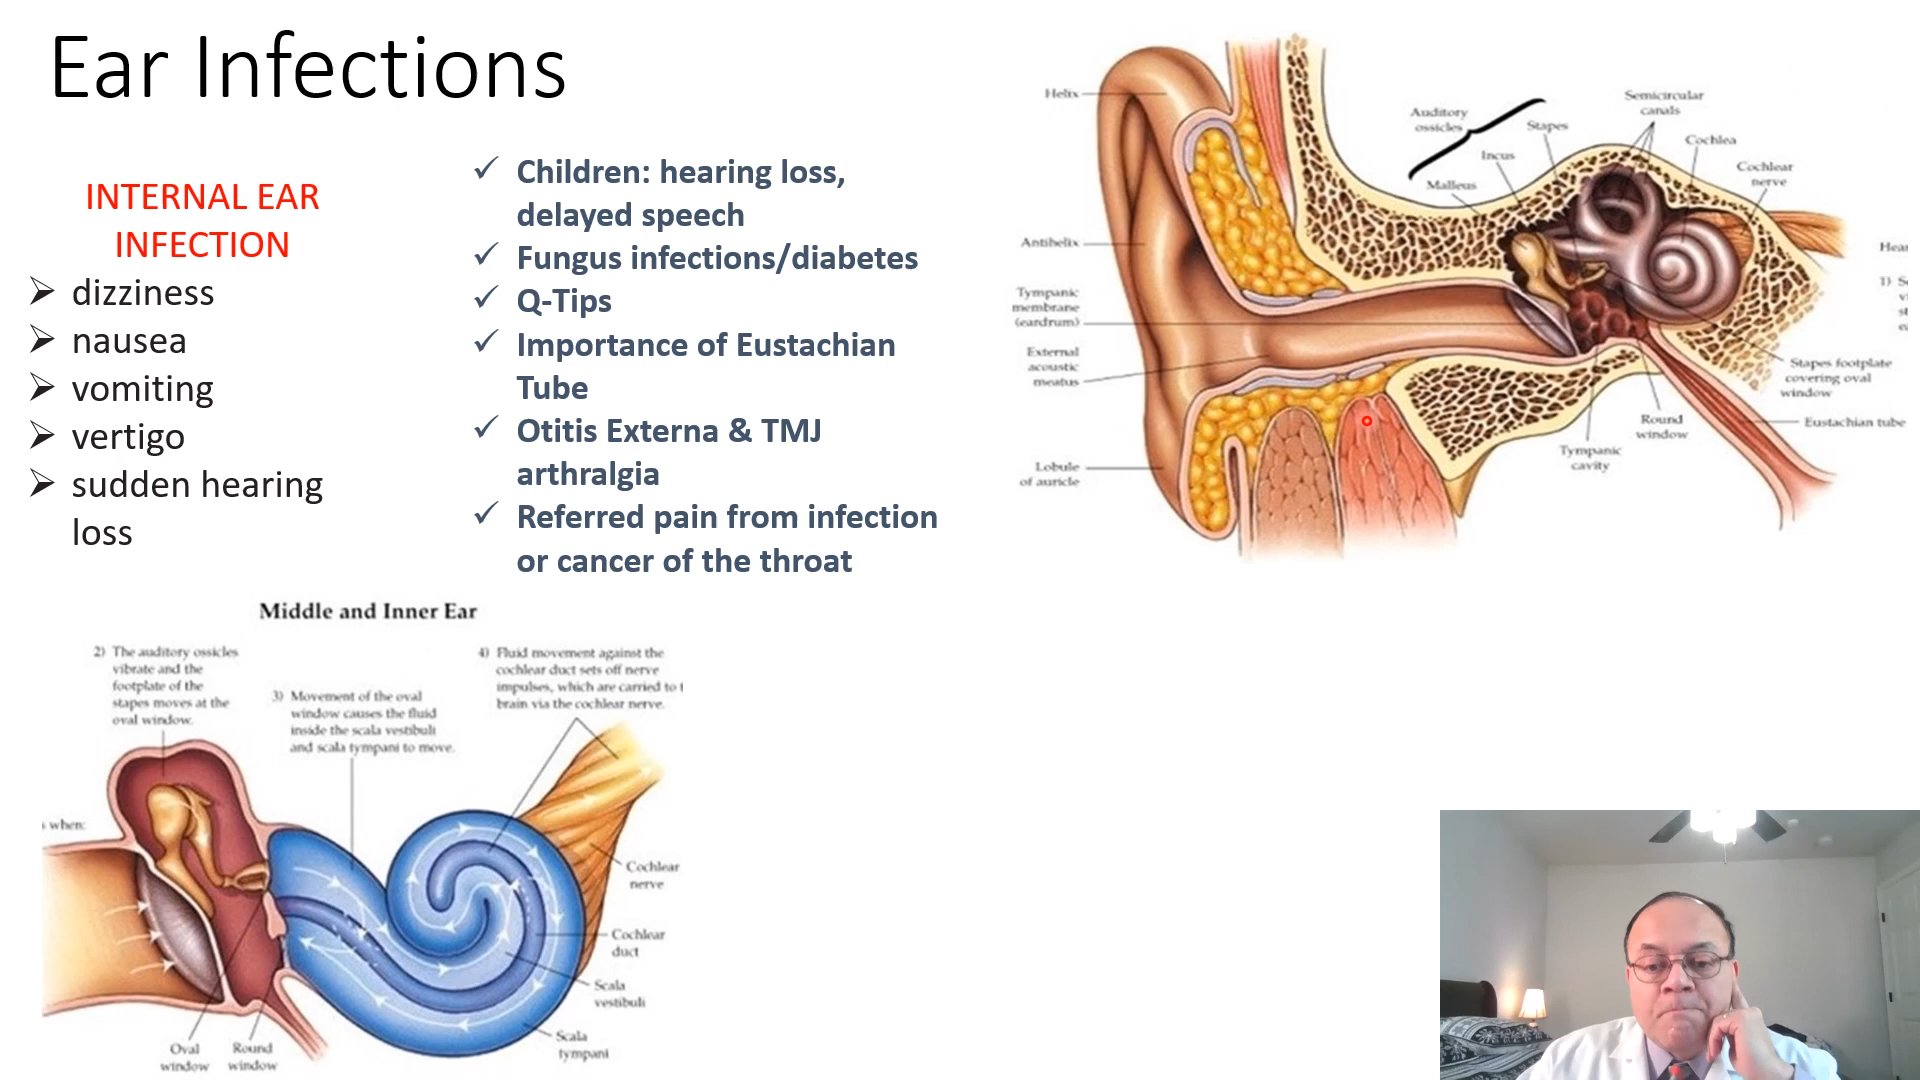 Ear Infections
INTERNAL EAR
INFECTION
dizziness
nausea
vomiting
vertigo
sudden hearing
loss
Children: hearing loss,
delayed speech
Fungus infections/diabetes
Q-Tips
Importance of Eustachian
Tube
Otitis Externa & TMJ
arthralgia
Referred pain from infection
or cancer of the throat
Helix
Antihelix
Tympanic
membrane
(eardrum)
External
acoustic
meatus
Lobule
of auricle
Auditory
ossicles
Malleus
Incus
Stapes
Semicircular
canals
Cochlea
Cochlear
nerve
Stapes footplate
covering oval
window
Eustachian tube
Round
window
Tympanic
cavity
Hear
1)
Middle and Inner Ear
2) The auditory ossicles
vibrate and the
footplate of the
stapes moves at the
oval window.
3) Movement of the oval
window causes the fluid
inside the scala vestibuli
and scala tympani to move.
4) Fluid movement against the
cochlear duct sets off nerve
impulses, which are carried to
brain via the cochlear nerve.
when:
Cochlear
nerve
Cochlear
duct
Scala
vestibuli
Scala
tympani
Oval
window
Round
window